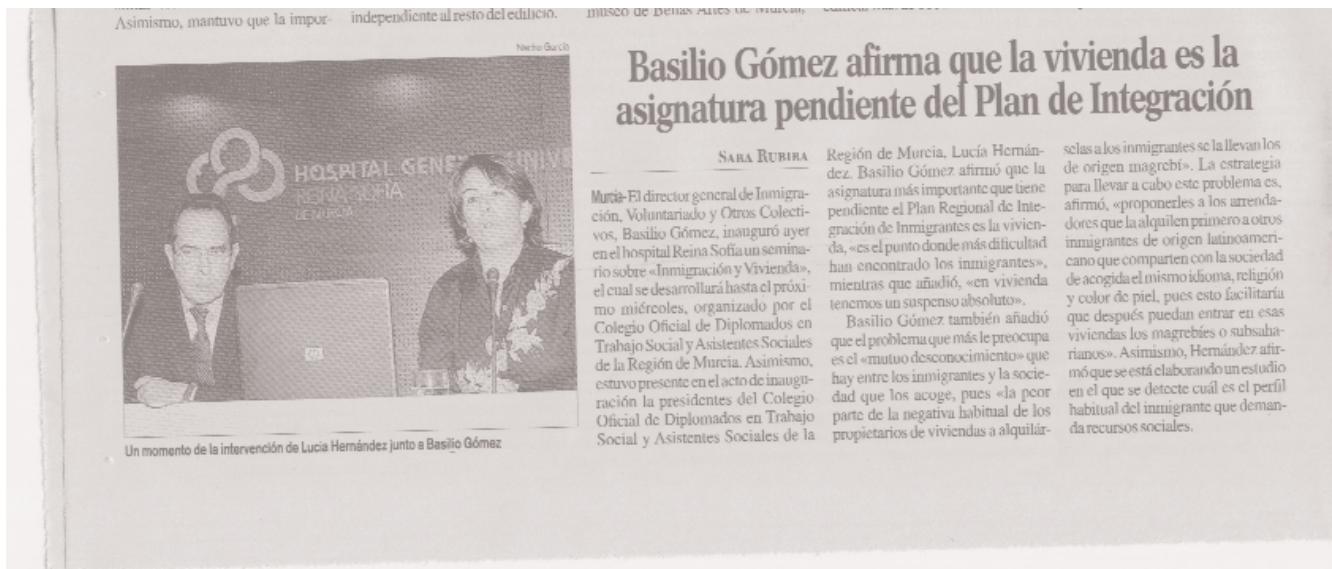 Asimismo, mantuvo que la impor-
independiente al resto del edificio.
museo de Bellas Artes de Murcia,
Nacho García
HOSPITAL GENE UNIVE
REINA SOFIA
DE MURCIA
hp
Un momento de la intervención de Lucía Hernández junto a Basilio Gómez
Basilio Gómez afirma que la vivienda es la
asignatura pendiente del Plan de Integración
SARA RUBIRA
Murcia- El director general de Inmigra-
ción, Voluntariado y Otros Colecti-
vos, Basilio Gómez, inauguró ayer
en el hospital Reina Sofía un semina-
rio sobre «Inmigración y Vivienda»,
el cual se desarrollará hasta el próxi-
mo miércoles, organizado por el
Colegio Oficial de Diplomados en
Trabajo Social y Asistentes Sociales
de la Región de Murcia. Asimismo,
estuvo presente en el acto de inaugu-
ración la presidentes del Colegio
Oficial de Diplomados en Trabajo
Social y Asistentes Sociales de la
Región de Murcia, Lucía Hernán-
dez. Basilio Gómez afirmó que la
asignatura más importante que tiene
pendiente el Plan Regional de Inte-
gración de Inmigrantes es la vivien-
da, «es el punto donde más dificultad
han encontrado los inmigrantes»,
mientras que añadió, «en vivienda
tenemos un suspenso absoluto».
Basilio Gómez también añadió
que el problema que más le preocupa
es el «mutuo desconocimiento» que
hay entre los inmigrantes y la socie-
dad que los acoge, pues «la peor
parte de la negativa habitual de los
propietarios de viviendas a alquilár-
selas a los inmigrantes se la llevan los
de origen magrebí». La estrategia
para llevar a cabo este problema es,
afirmó, «proponerles a los arrenda-
dores que la alquilen primero a otros
inmigrantes de origen latinoameri-
cano que comparten con la sociedad
de acogida el mismo idioma, religión
y color de piel, pues esto facilitaría
que después puedan entrar en esas
viviendas los magrebíes o subsaha-
rianos». Asimismo, Hernández afir-
mó que se está elaborando un estudio
en el que se detecte cuál es el perfil
habitual del inmigrante que deman-
da recursos sociales.